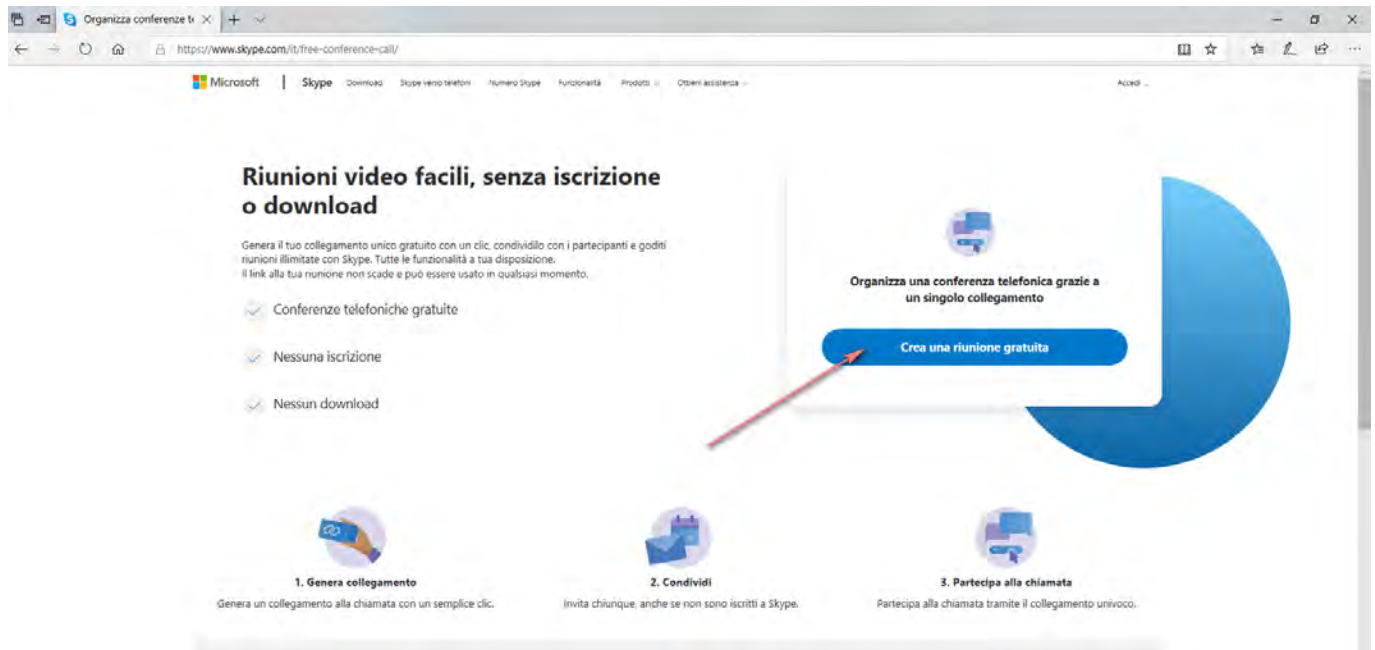 Organizza conferenze te
https://www.skype.com/it/free-conference-call/
Microsoft | Skype Download Skype verso telefoni Numero Skype Funzionalità Prodotti Ottieni assistenza Accedi
Riunioni video facili, senza iscrizione
o download
Genera il tuo collegamento unico gratuito con un clic, condividilo con i partecipanti e goditi
riunioni illimitate con Skype. Tutte le funzionalità a tua disposizione.
Il link alla tua riunione non scade e può essere usato in qualsiasi momento.
Conferenze telefoniche gratuite
Nessuna iscrizione
Nessun download
Organizza una conferenza telefonica grazie a
un singolo collegamento
Crea una riunione gratuita
1. Genera collegamento
Genera un collegamento alla chiamata con un semplice clic.
2. Condividi
Invita chiunque, anche se non sono iscritti a Skype.
3. Partecipa alla chiamata
Partecipa alla chiamata tramite il collegamento univoco.